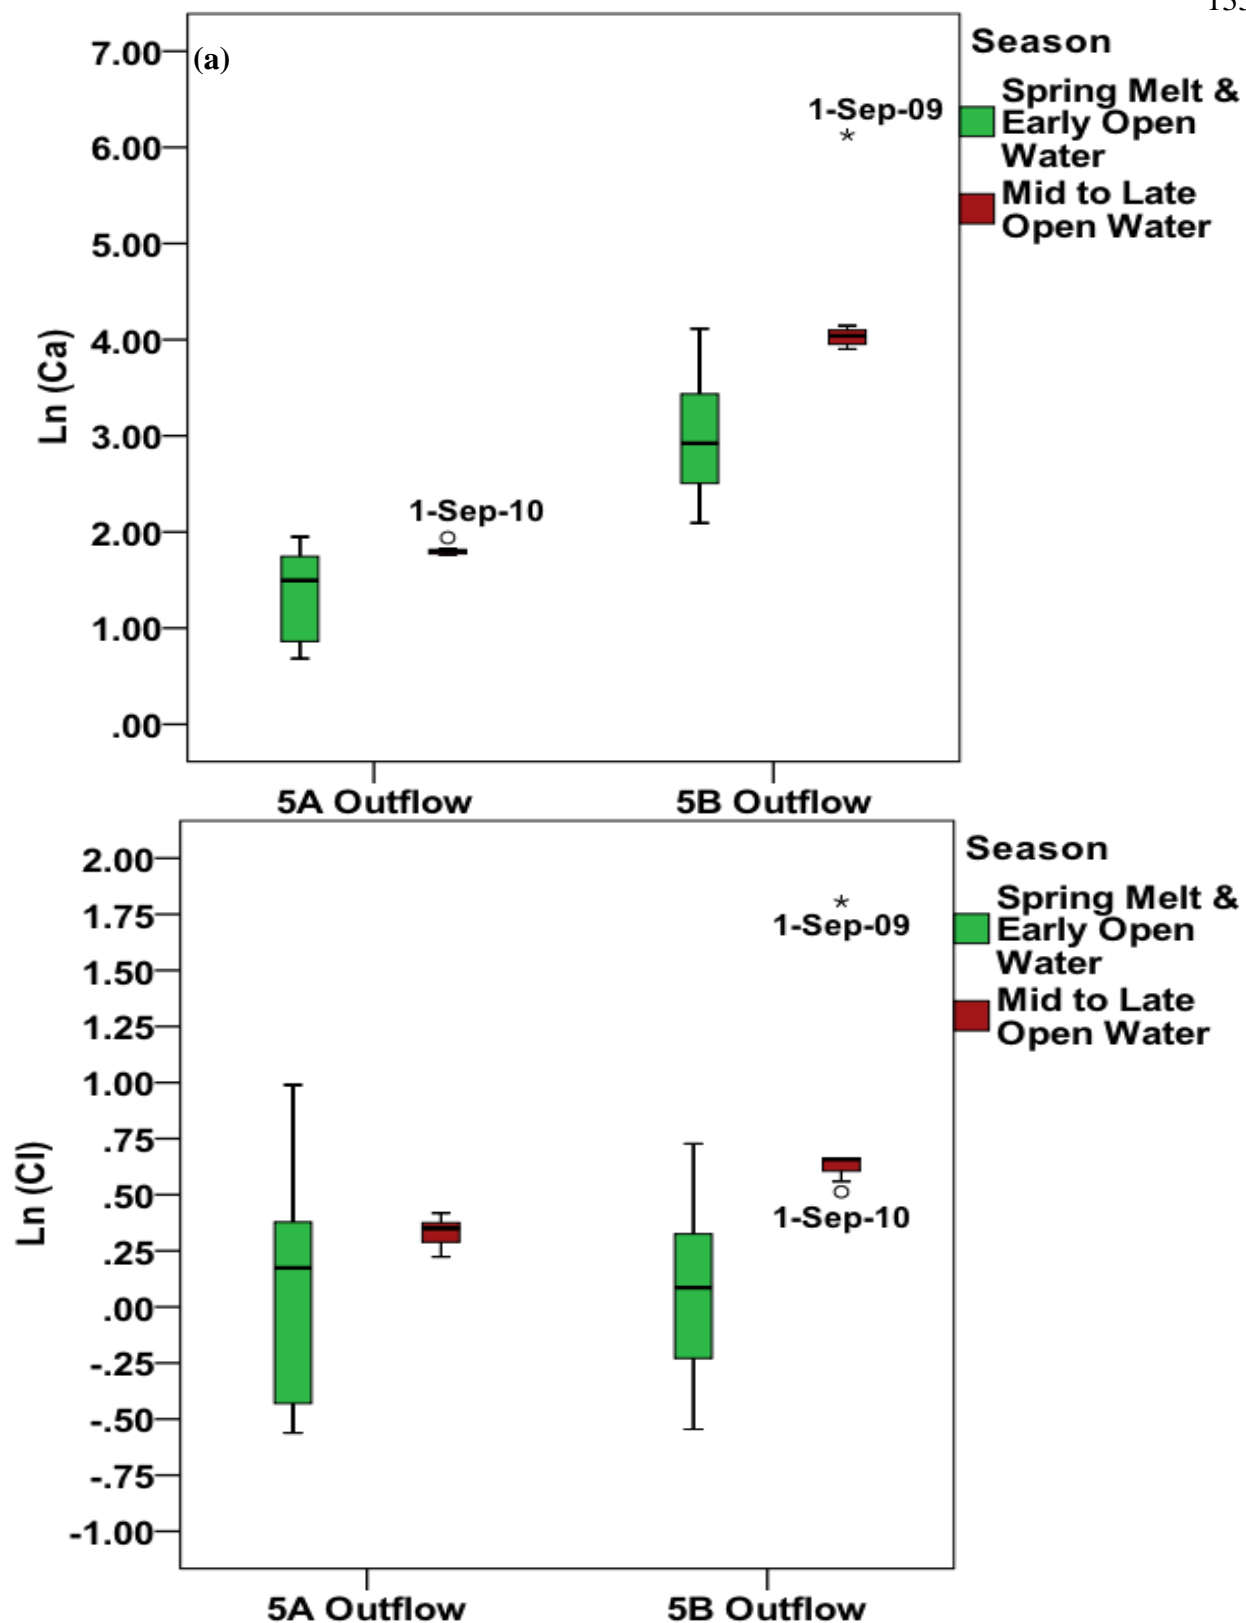 (a)
7.00
6.00
5.00
4.00
3.00
2.00
1.00
.00
Ln (Ca)
1-Sep-09
1-Sep-10
5A Outflow
5B Outflow
Season
Spring Melt &
Early Open
Water
Mid to Late
Open Water
2.00
1.75
1.50
1.25
1.00
.75
.50
.25
.00
-.25
-.50
-.75
-1.00
Ln (Cl)
1-Sep-09
1-Sep-10
5A Outflow
5B Outflow
Season
Spring Melt &
Early Open
Water
Mid to Late
Open Water